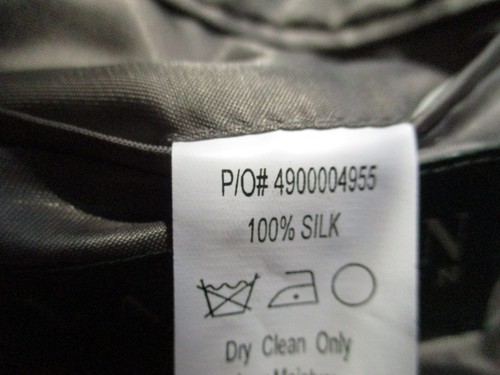 P/O# 4900004955
100% SILK
Dry Clean Only